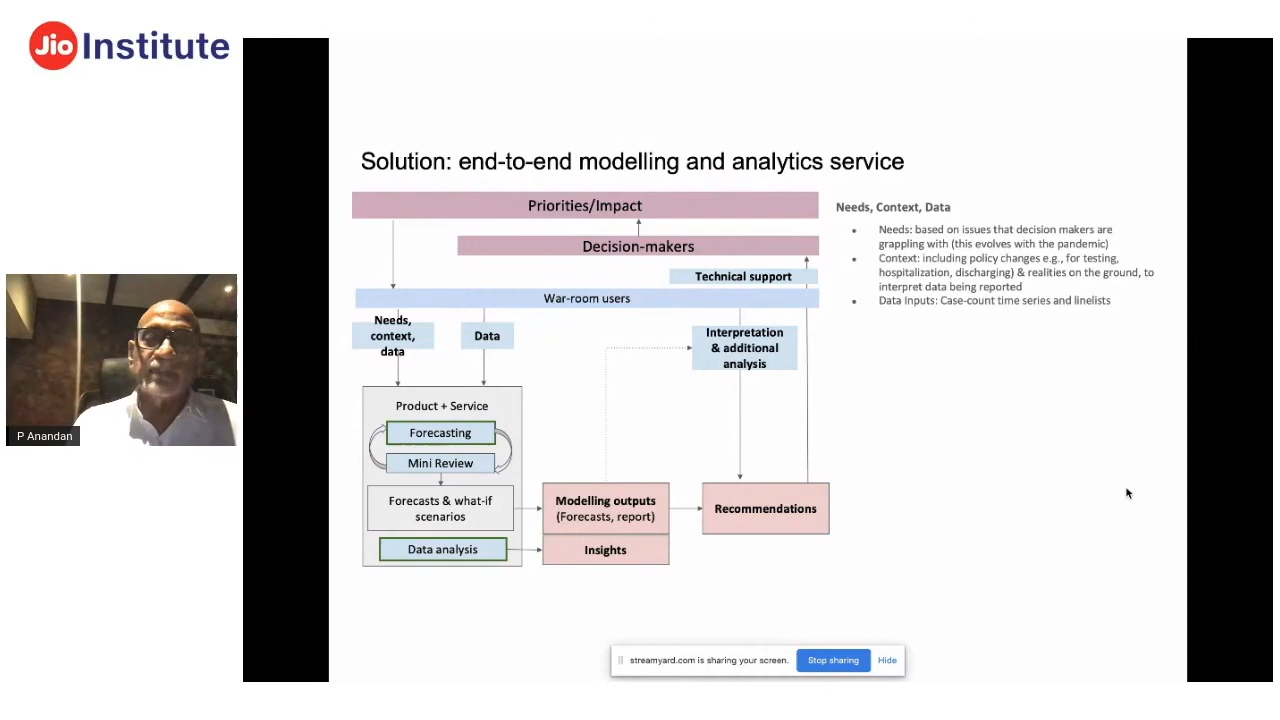 Jio Institute
Solution: end-to-end modelling and analytics service
Priorities/Impact
Decision-makers
Technical support
War-room users
Needs,
context,
data
Data
Interpretation
& additional
analysis
Product + Service
Forecasting
Mini Review
Forecasts & what-if
scenarios
Data analysis
Modelling outputs
(Forecasts, report)
Insights
Recommendations
Needs, Context, Data
• Needs: based on issues that decision makers are
grappling with (this evolves with the pandemic)
• Context: including policy changes e.g., for testing,
hospitalization, discharging) & realities on the ground, to
interpret data being reported
• Data Inputs: Case-count time series and linelists
P Anandan
streamyard.com is sharing your screen.
Stop sharing
Hide